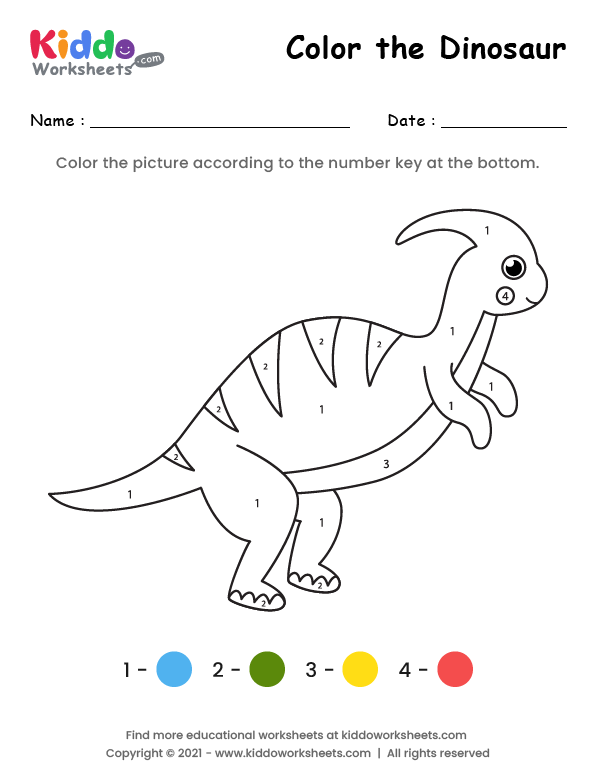 Kiddo
Worksheets.com
Color the Dinosaur
Name : Date :
Color the picture according to the number key at the bottom.
1
4
1
2
2
2
1
1
2
1
3
2
1
1
1
2
2
1 - 2 - 3 - 4 -
Find more educational worksheets at kiddoworksheets.com
Copyright © 2021 - www.kiddoworksheets.com | All rights reserved